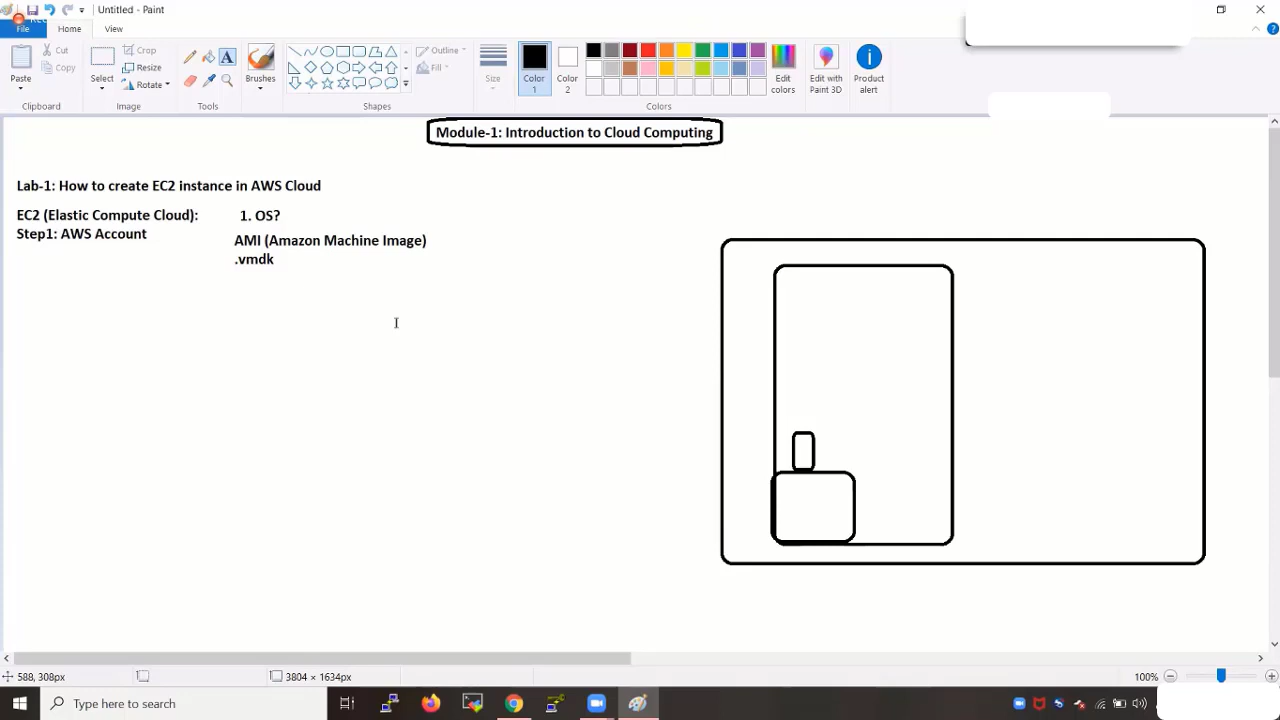 Untitled - Paint
File
Home
View
Paste
Cut
Copy
Clipboard
Select
Crop
Resize
Rotate
Image
Tools
Brushes
Shapes
Outline
Fill
Size
Color 1
Color 2
Colors
Edit colors
Edit with Paint 3D
Product alert
Module-1: Introduction to Cloud Computing
Lab-1: How to create EC2 instance in AWS Cloud
EC2 (Elastic Compute Cloud): 1. OS?
Step1: AWS Account
AMI (Amazon Machine Image)
.vmdk
588, 308px
3804 × 1634px
100%
Type here to search